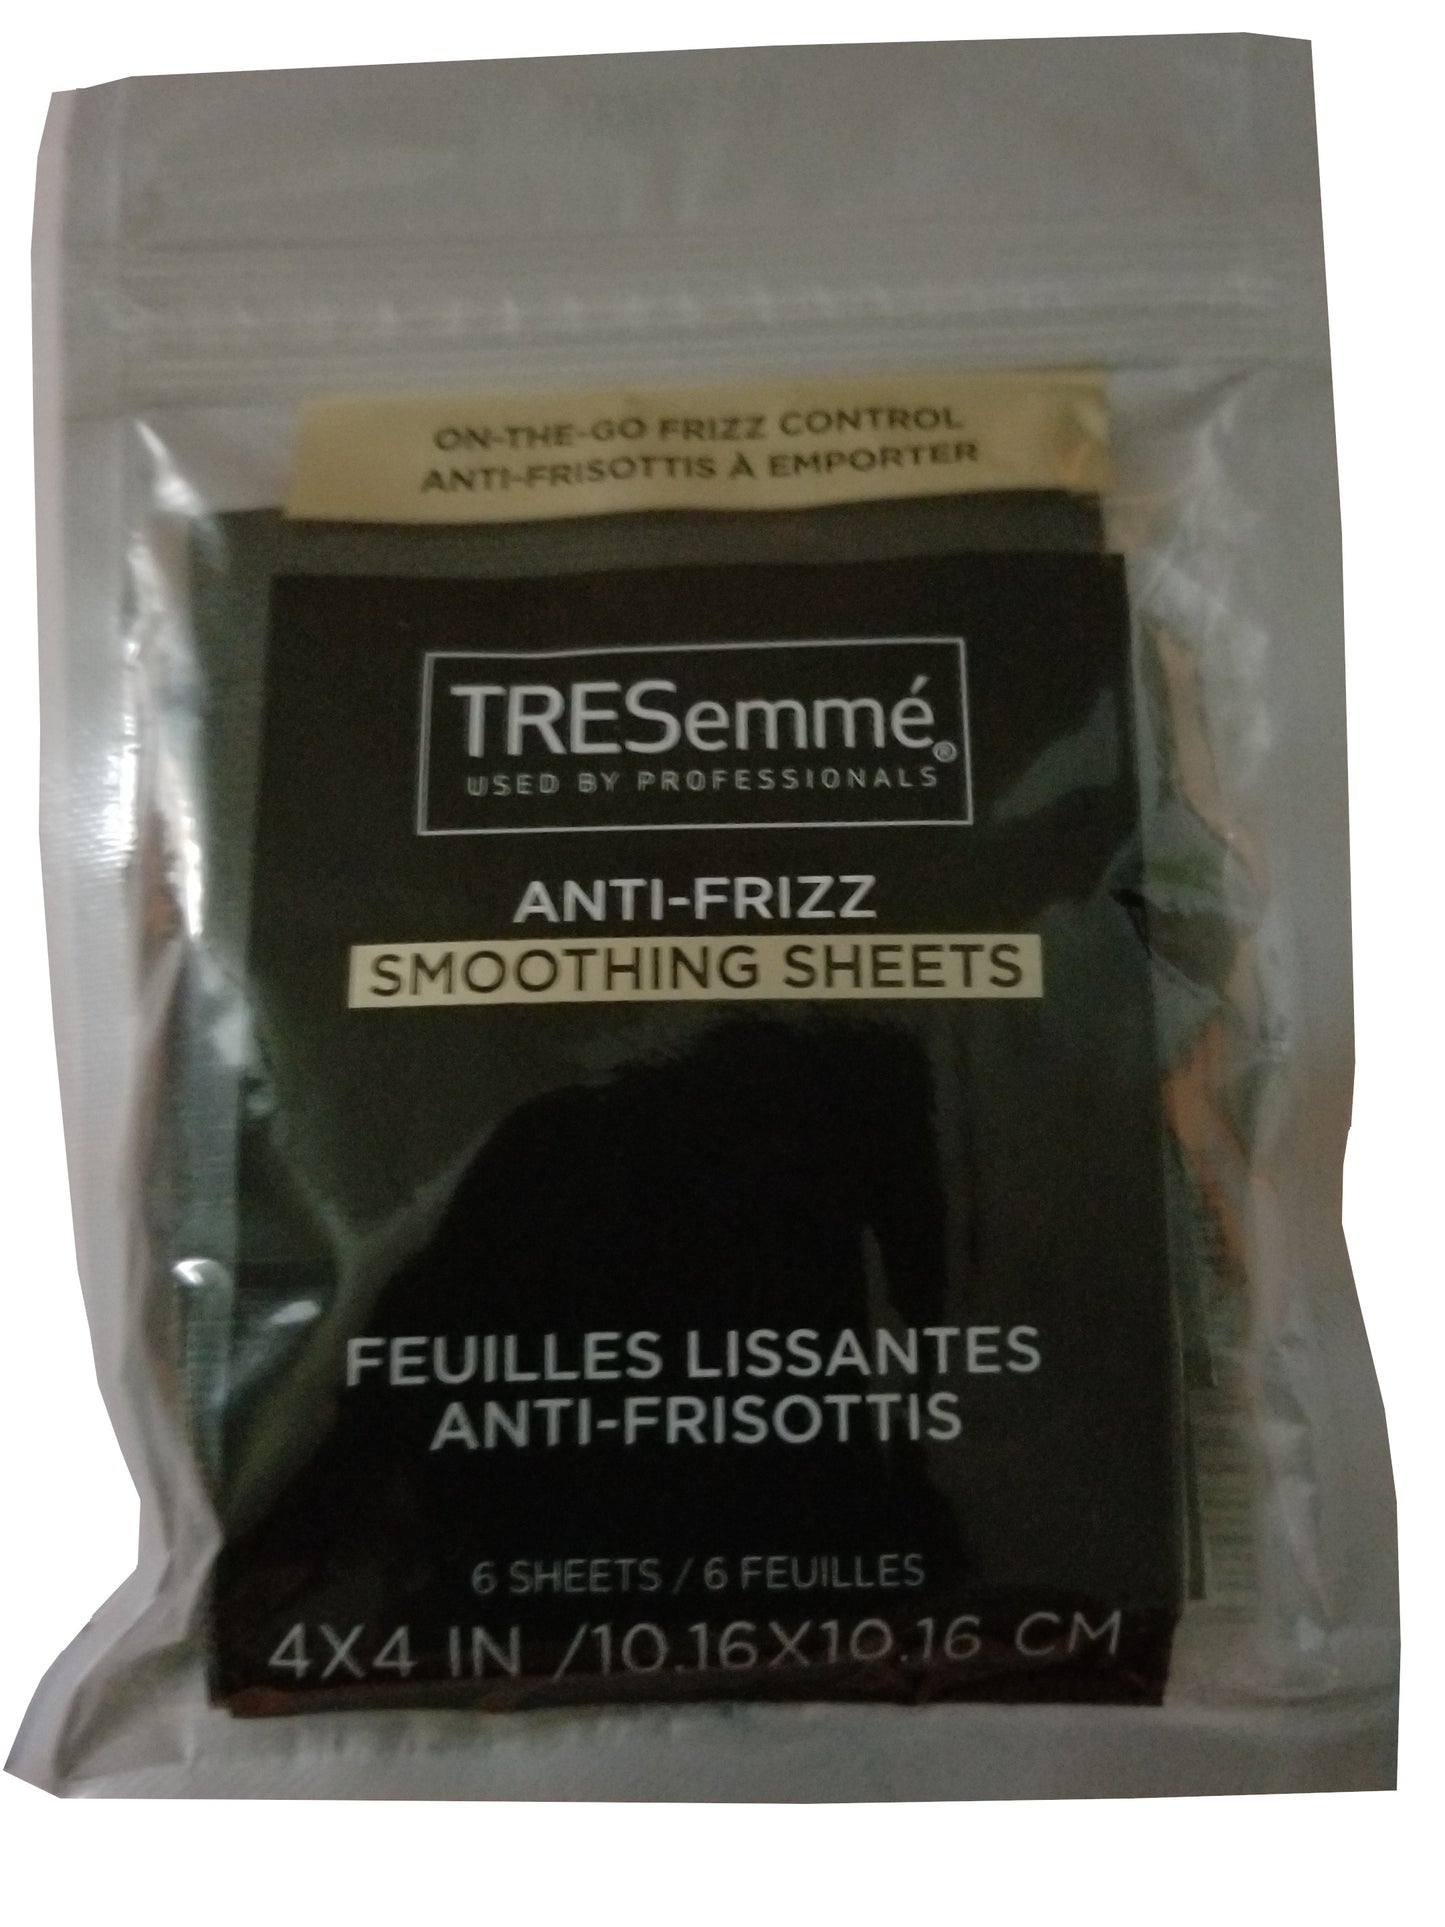 ON-THE-GO FRIZZ CONTROL
ANTI-FRISOTTIS À EMPORTER
TRESemmé®
USED BY PROFESSIONALS
ANTI-FRIZZ
SMOOTHING SHEETS
FEUILLES LISSANTES
ANTI-FRISOTTIS
6 SHEETS / 6 FEUILLES
4X4 IN /10.16X10.16 CM